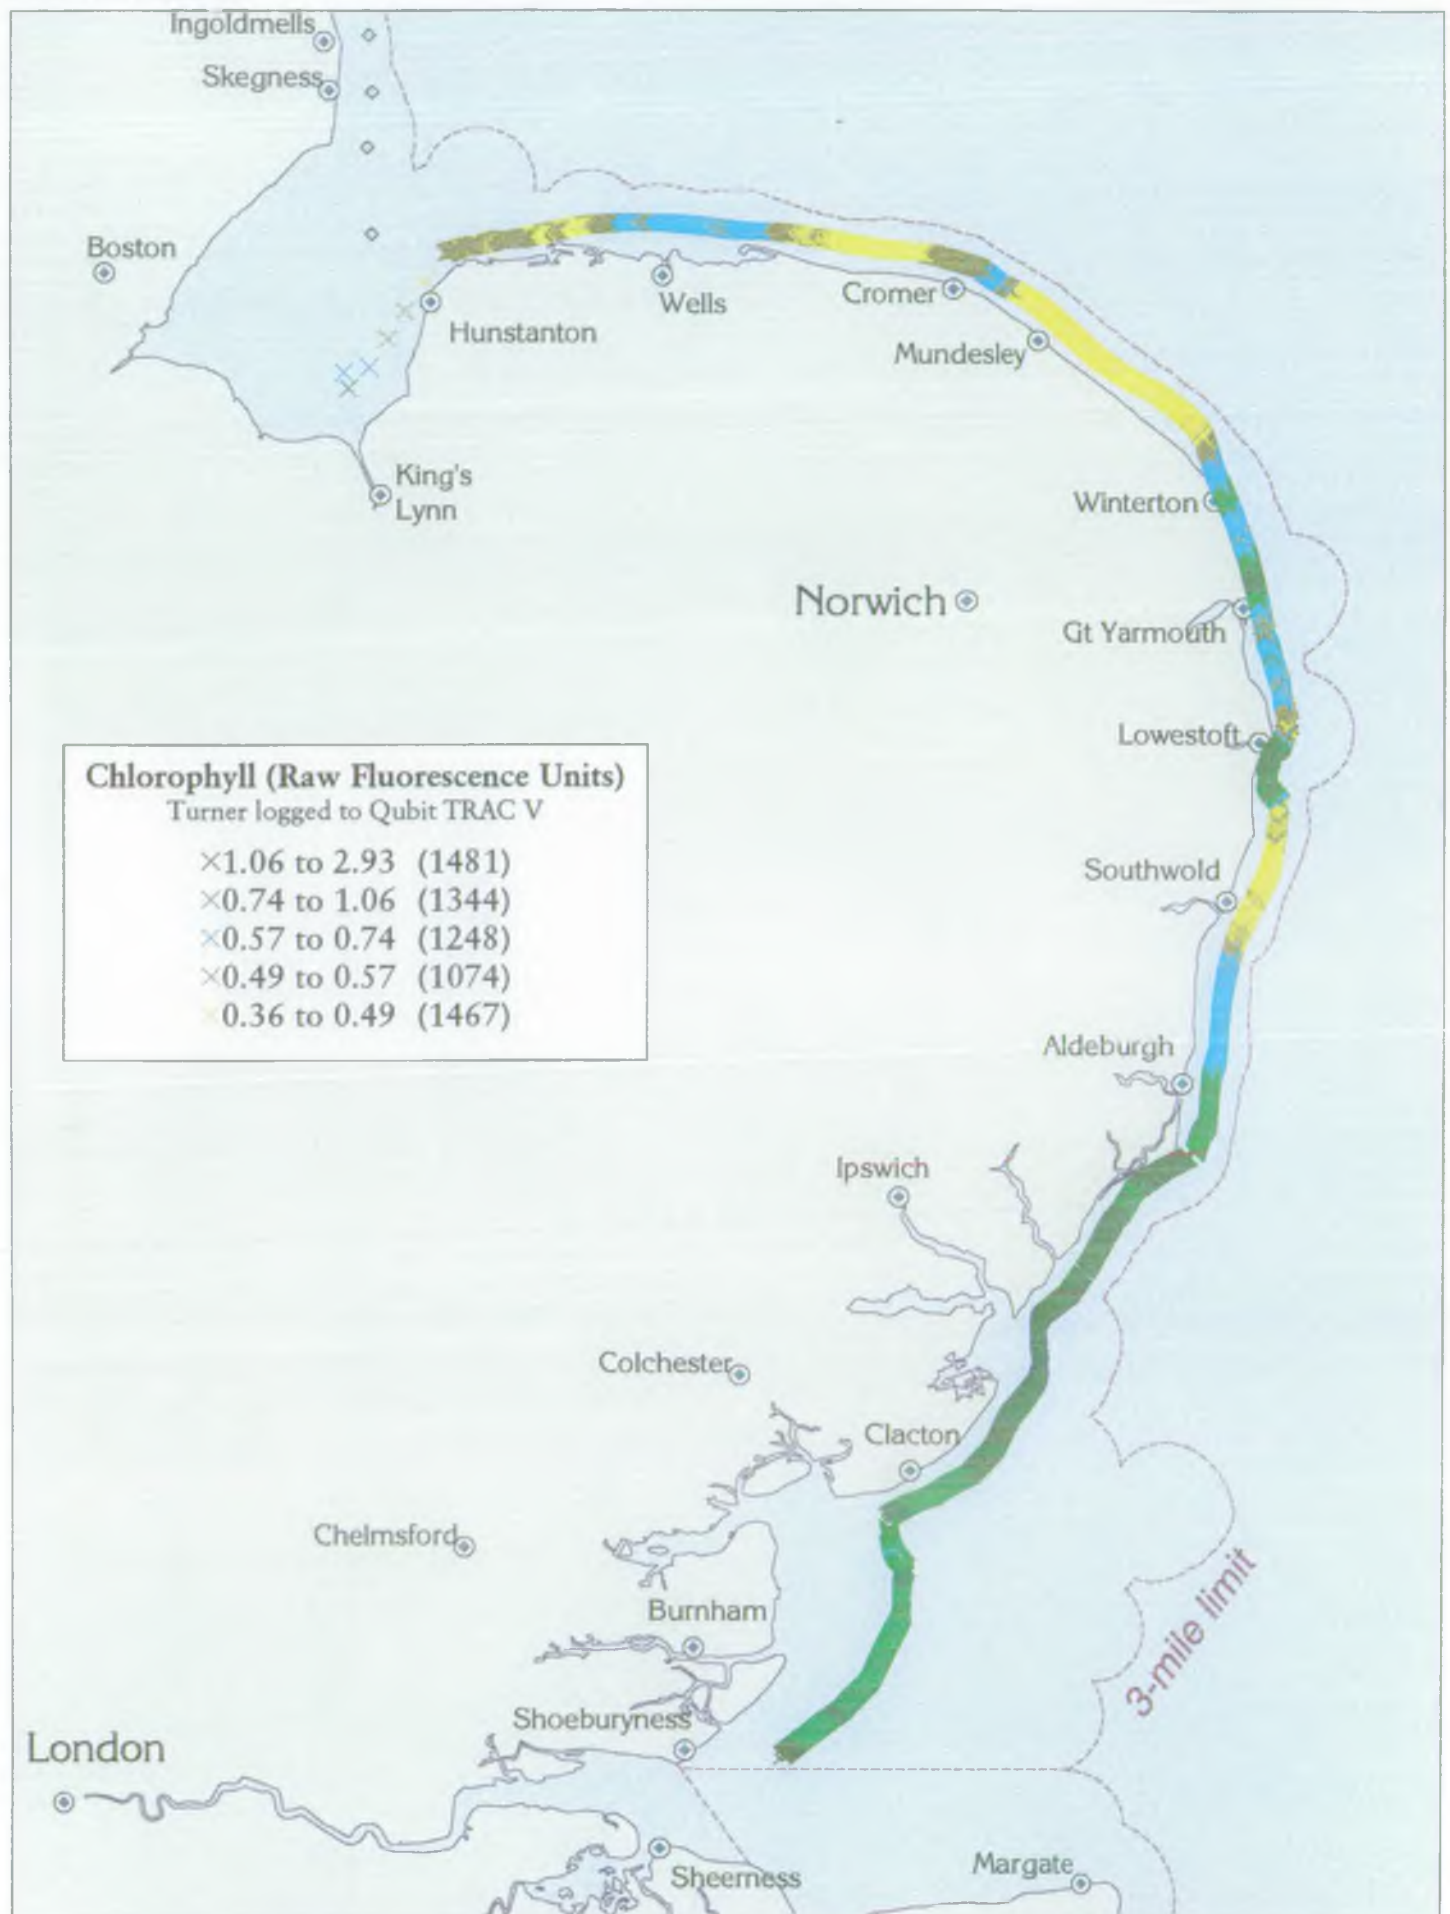 Ingoldmells
Skegness
Boston
Wells
Cromer
Hunstanton
Mundesley
King's
Lynn
Winterton
Norwich
Gt Yarmouth
Lowestoft
Chlorophyll (Raw Fluorescence Units)
Turner logged to Qubit TRAC V
×1.06 to 2.93 (1481)
×0.74 to 1.06 (1344)
×0.57 to 0.74 (1248)
×0.49 to 0.57 (1074)
×0.36 to 0.49 (1467)
Southwold
Aldeburgh
Ipswich
Colchester
Clacton
Chelmsford
Burnham
3-mile limit
Shoeburyness
London
Sheerness
Margate